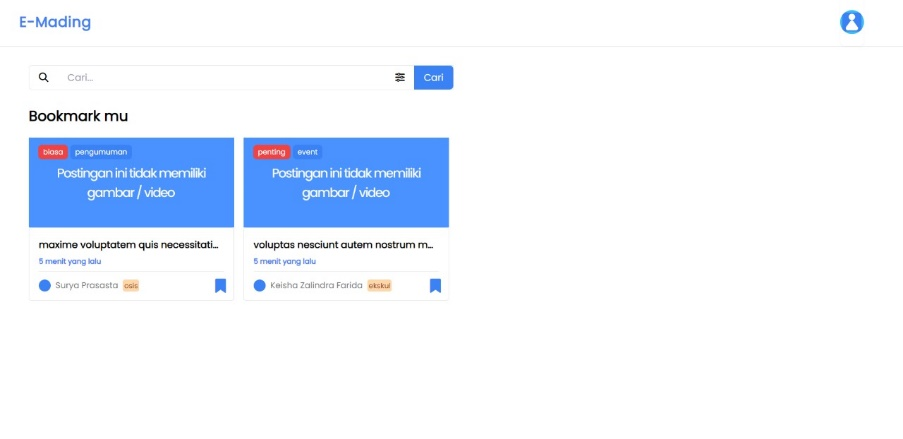 E-Mading
Cari...
Cari
Bookmark mu
biasa pengumuman
Postingan ini tidak memiliki
gambar / video
maxime voluptatem quis necessitati...
5 menit yang lalu
Surya Prasasta osis
penting event
Postingan ini tidak memiliki
gambar / video
voluptas nesciunt autem nostrum m...
5 menit yang lalu
Keisha Zalindra Farida ekskul